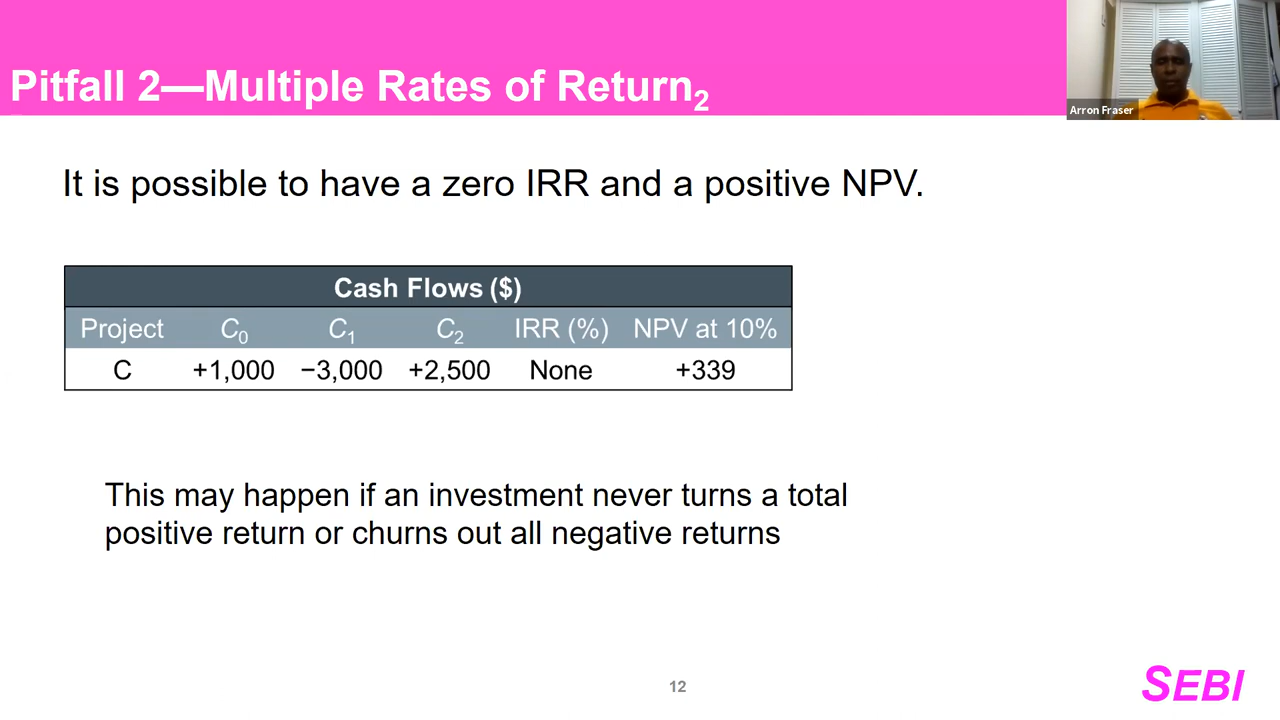 Pitfall 2—Multiple Rates of Return2
Arron Fraser
It is possible to have a zero IRR and a positive NPV.
Cash Flows ($)
Project C0 C1 C2 IRR (%) NPV at 10%
C +1,000 −3,000 +2,500 None +339
This may happen if an investment never turns a total
positive return or churns out all negative returns
12
SEBI